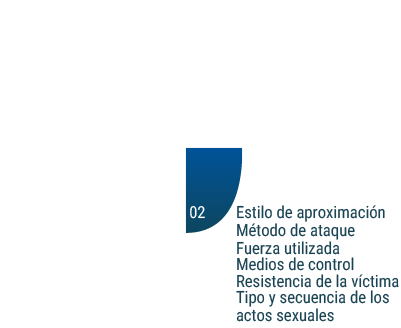 02
Estilo de aproximación
Método de ataque
Fuerza utilizada
Medios de control
Resistencia de la víctima
Tipo y secuencia de los
actos sexuales